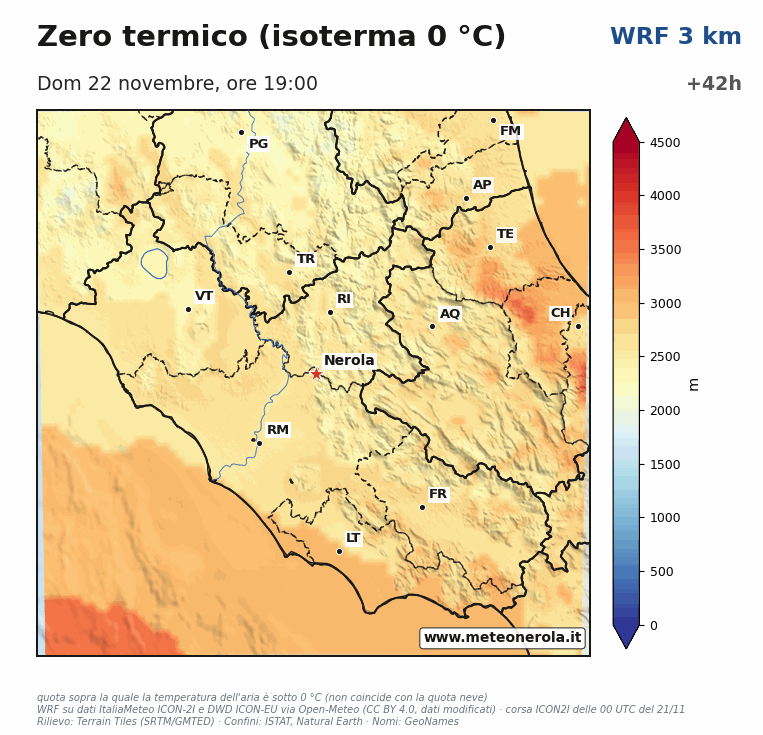 Zero termico (isoterma 0 °C)
WRF 3 km
Dom 22 novembre, ore 19:00
+42h
FM
PG
AP
TE
TR
VT
RI
AQ
CH
Nerola
RM
FR
LT
www.meteonerola.it
4500
4000
3500
3000
2500
2000
1500
1000
500
0
m
quota sopra la quale la temperatura dell'aria è sotto 0 °C (non coincide con la quota neve)
WRF su dati ItaliaMeteo ICON-2I e DWD ICON-EU via Open-Meteo (CC BY 4.0, dati modificati) · corsa ICON2I delle 00 UTC del 21/11
Rilievo: Terrain Tiles (SRTM/GMTED) · Confini: ISTAT, Natural Earth · Nomi: GeoNames